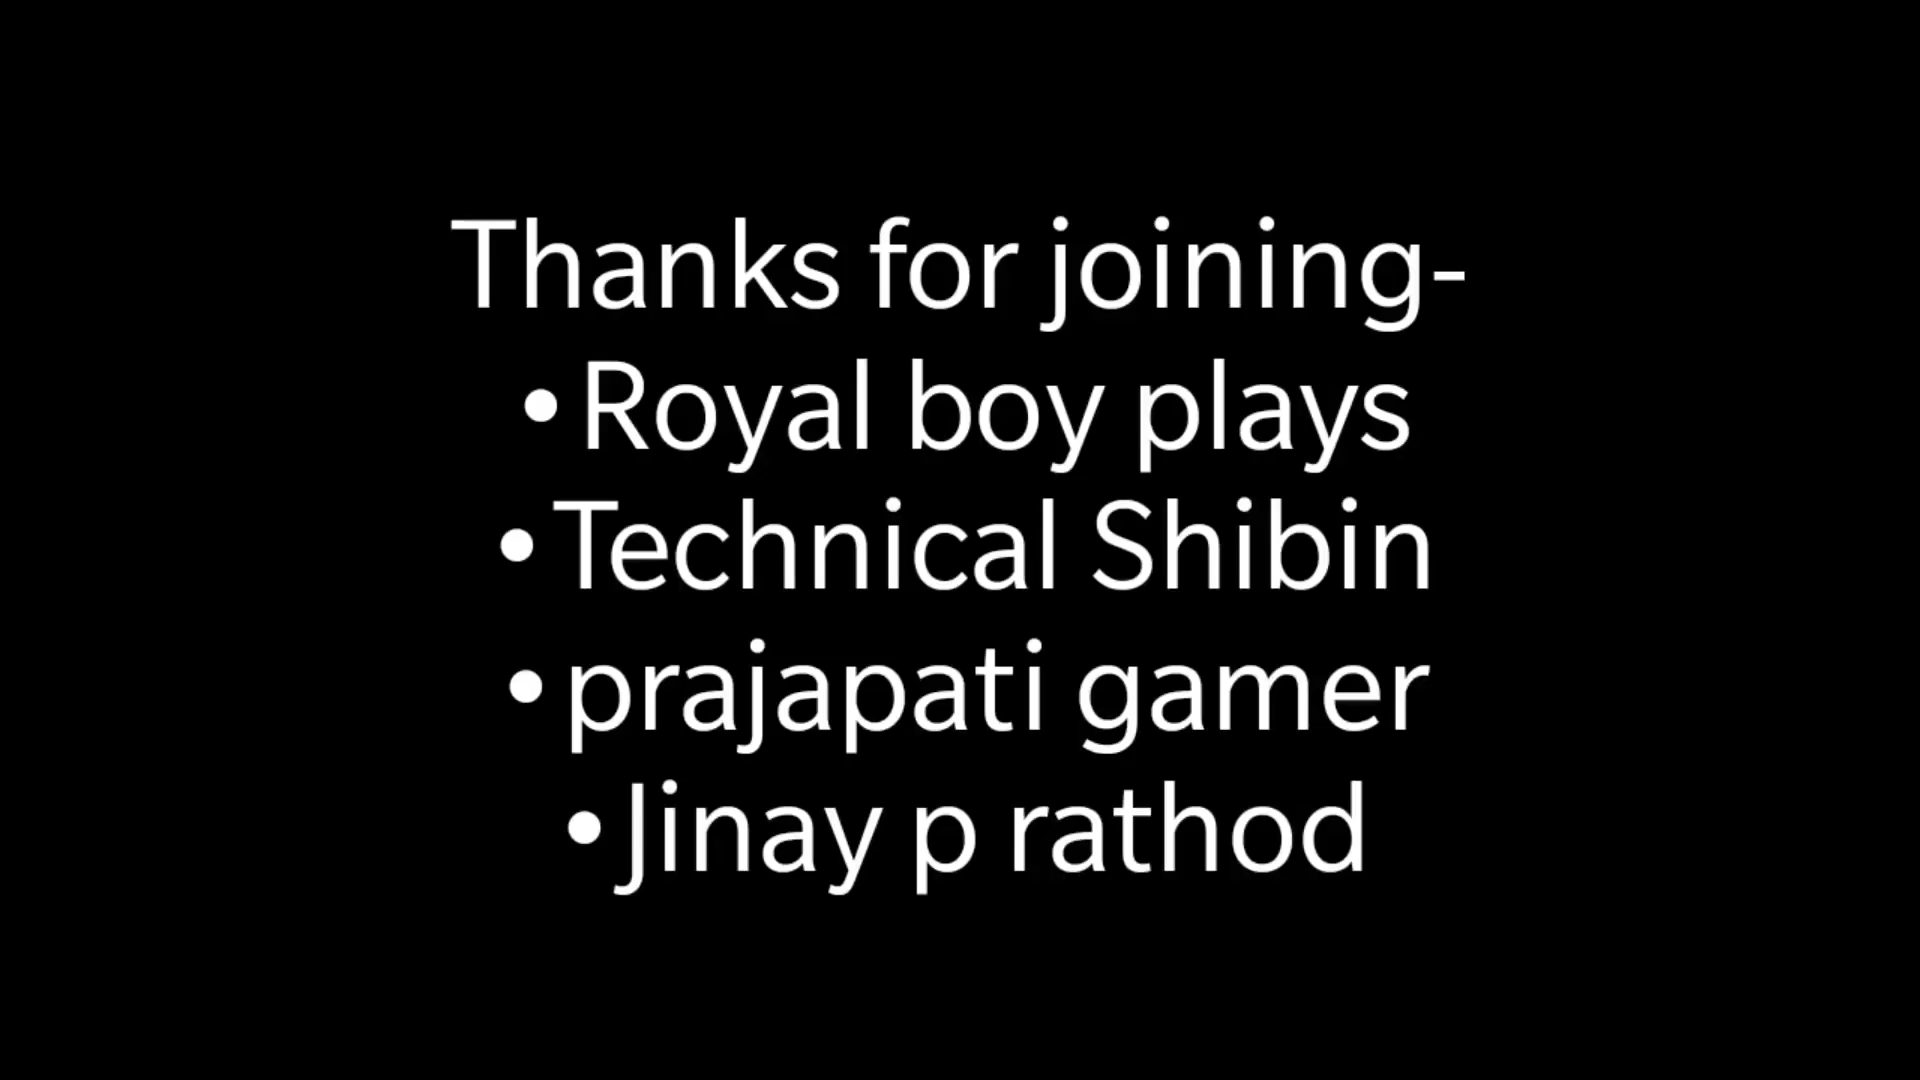 Thanks for joining-
•Royal boy plays
•Technical Shibin
•prajapati gamer
•Jinay p rathod